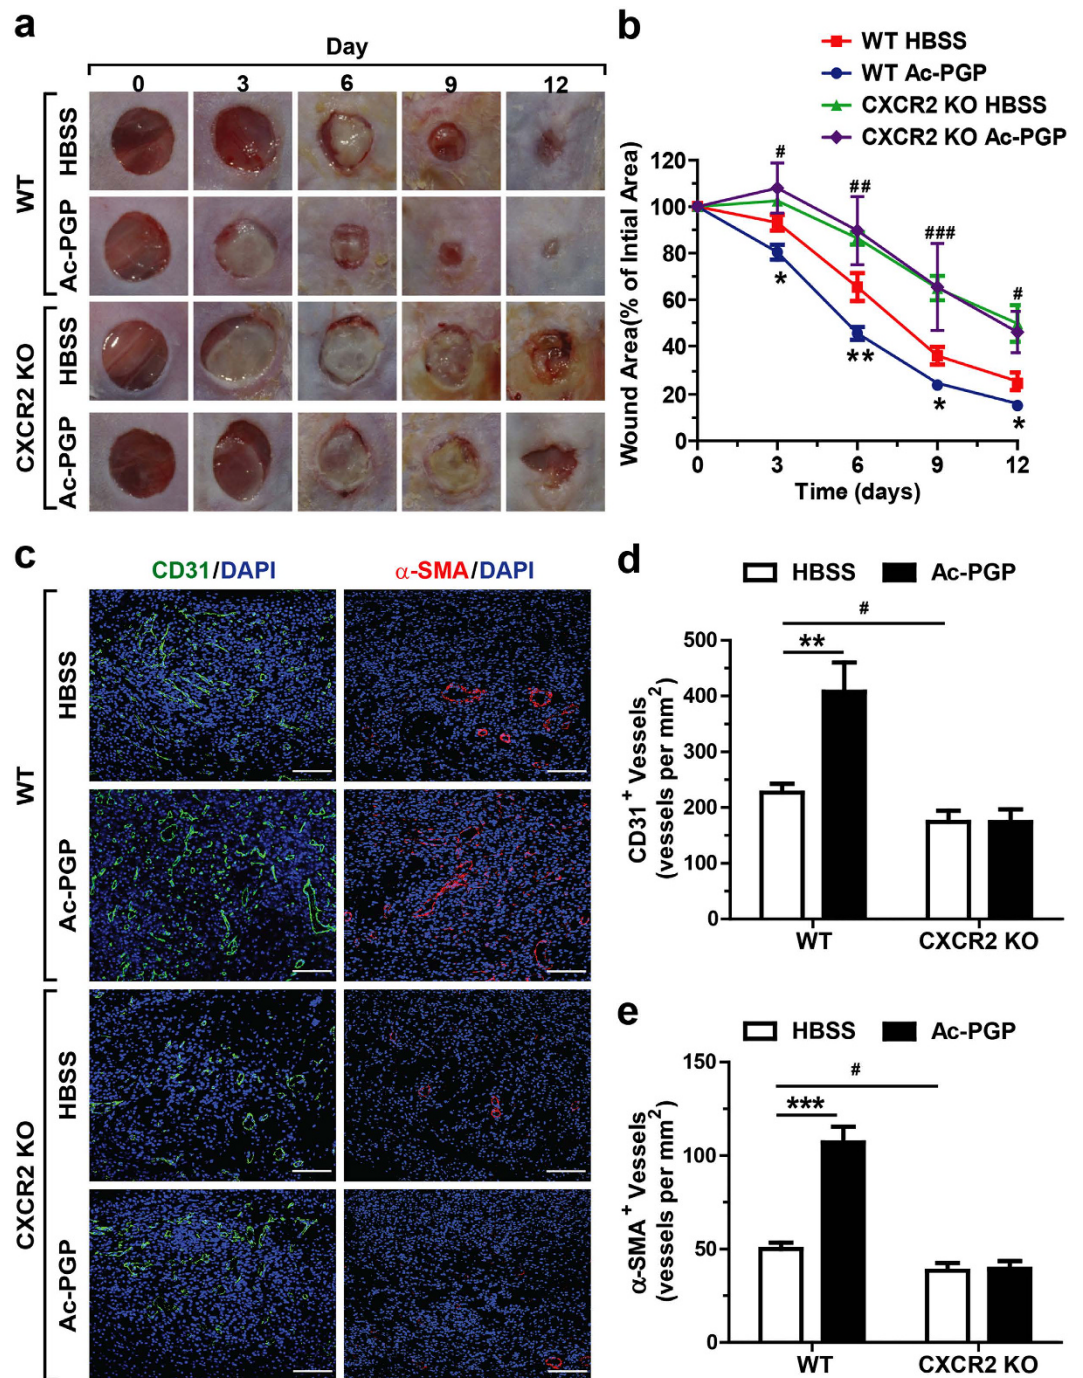 a
Day
0 3 6 9 12
WT
HBSS
Ac-PGP
CXCR2 KO
HBSS
Ac-PGP
b
WT HBSS
WT Ac-PGP
CXCR2 KO HBSS
CXCR2 KO Ac-PGP
Wound Area(% of Intial Area)
120
100
80
60
40
20
0
#
##
###
#
*
**
*
*
0 3 6 9 12
Time (days)
c
CD31/DAPI
α-SMA/DAPI
WT
HBSS
Ac-PGP
CXCR2 KO
HBSS
Ac-PGP
d
HBSS Ac-PGP
#
**
CD31 + Vessels
(vessels per mm2)
500
400
300
200
100
0
WT CXCR2 KO
e
HBSS Ac-PGP
#
***
α-SMA + Vessels
(vessels per mm2)
150
100
50
0
WT CXCR2 KO